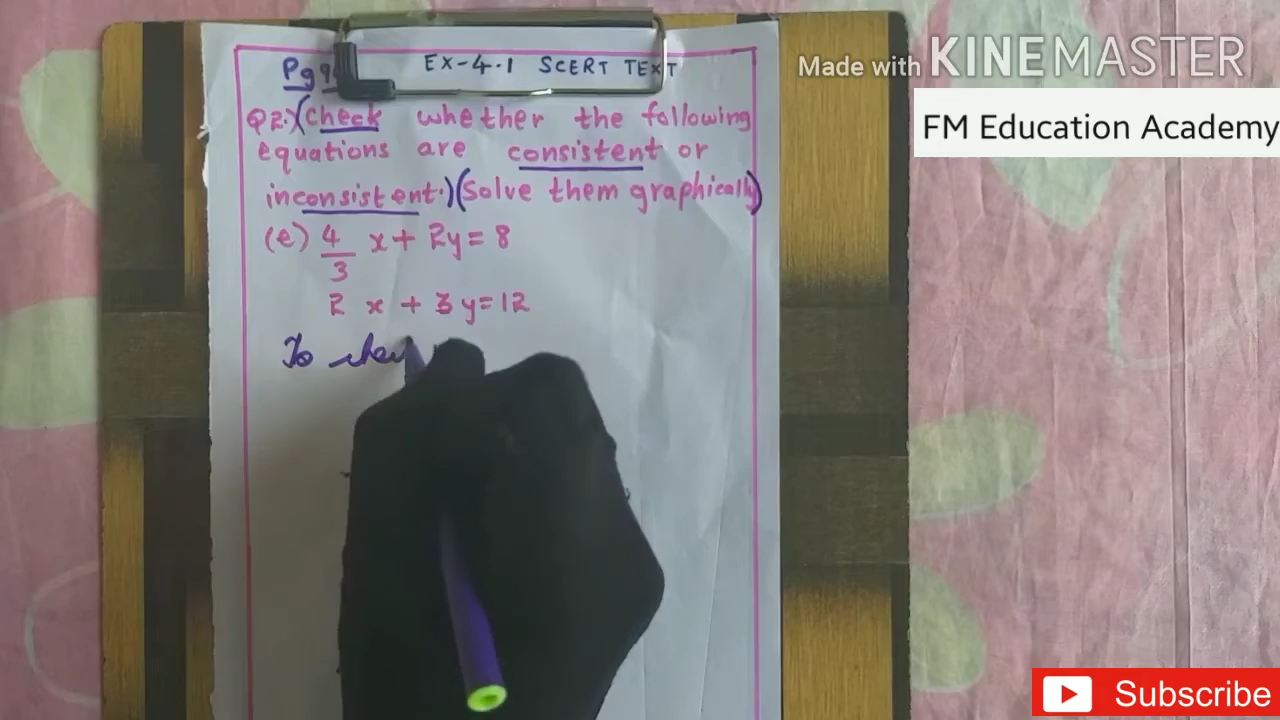 EX-4.1 SCERT TEXT
Q2.) (Check whether the following
equations are consistent or
inconsistent.) (Solve them graphically)
(e) 4/3 x + 2y = 8
2 x + 3y = 12
To
Made with KINEMASTER
FM Education Academy
Subscribe